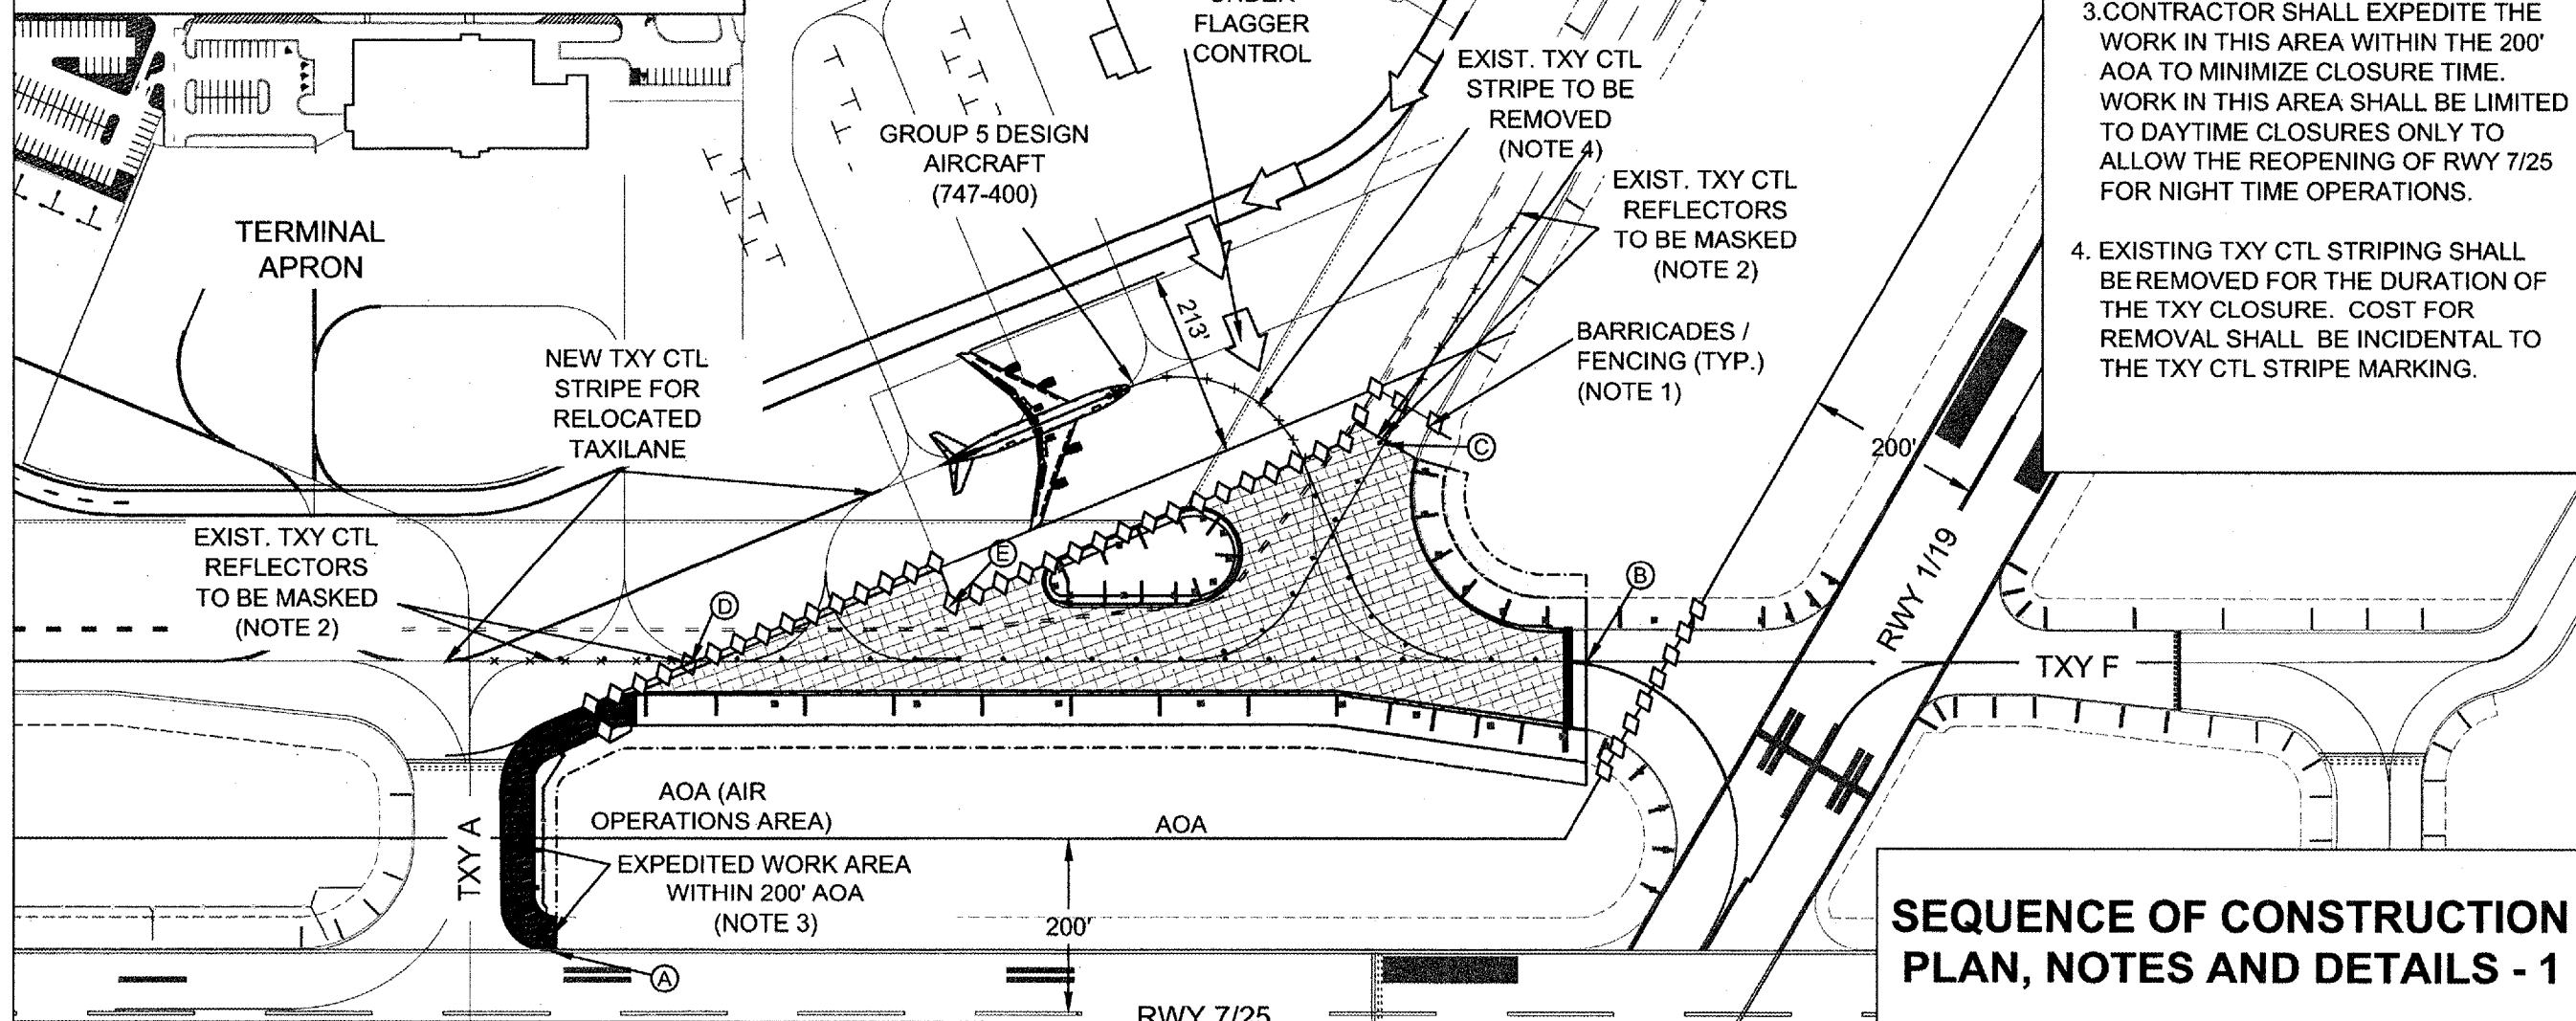 UNDER
FLAGGER
CONTROL
EXIST. TXY CTL
STRIPE TO BE
REMOVED
(NOTE 4)
GROUP 5 DESIGN
AIRCRAFT
(747-400)
EXIST. TXY CTL
REFLECTORS
TO BE MASKED
(NOTE 2)
TERMINAL
APRON
213'
BARRICADES /
FENCING (TYP.)
(NOTE 1)
NEW TXY CTL
STRIPE FOR
RELOCATED
TAXILANE
EXIST. TXY CTL
REFLECTORS
TO BE MASKED
(NOTE 2)
C
E
D
B
200'
RWY 1/19
TXY F
TXY A
AOA (AIR
OPERATIONS AREA)
AOA
EXPEDITED WORK AREA
WITHIN 200' AOA
(NOTE 3)
200'
A
RWY 7/25
3.CONTRACTOR SHALL EXPEDITE THE
WORK IN THIS AREA WITHIN THE 200'
AOA TO MINIMIZE CLOSURE TIME.
WORK IN THIS AREA SHALL BE LIMITED
TO DAYTIME CLOSURES ONLY TO
ALLOW THE REOPENING OF RWY 7/25
FOR NIGHT TIME OPERATIONS.
4. EXISTING TXY CTL STRIPING SHALL
BE REMOVED FOR THE DURATION OF
THE TXY CLOSURE. COST FOR
REMOVAL SHALL BE INCIDENTAL TO
THE TXY CTL STRIPE MARKING.
SEQUENCE OF CONSTRUCTION
PLAN, NOTES AND DETAILS - 1